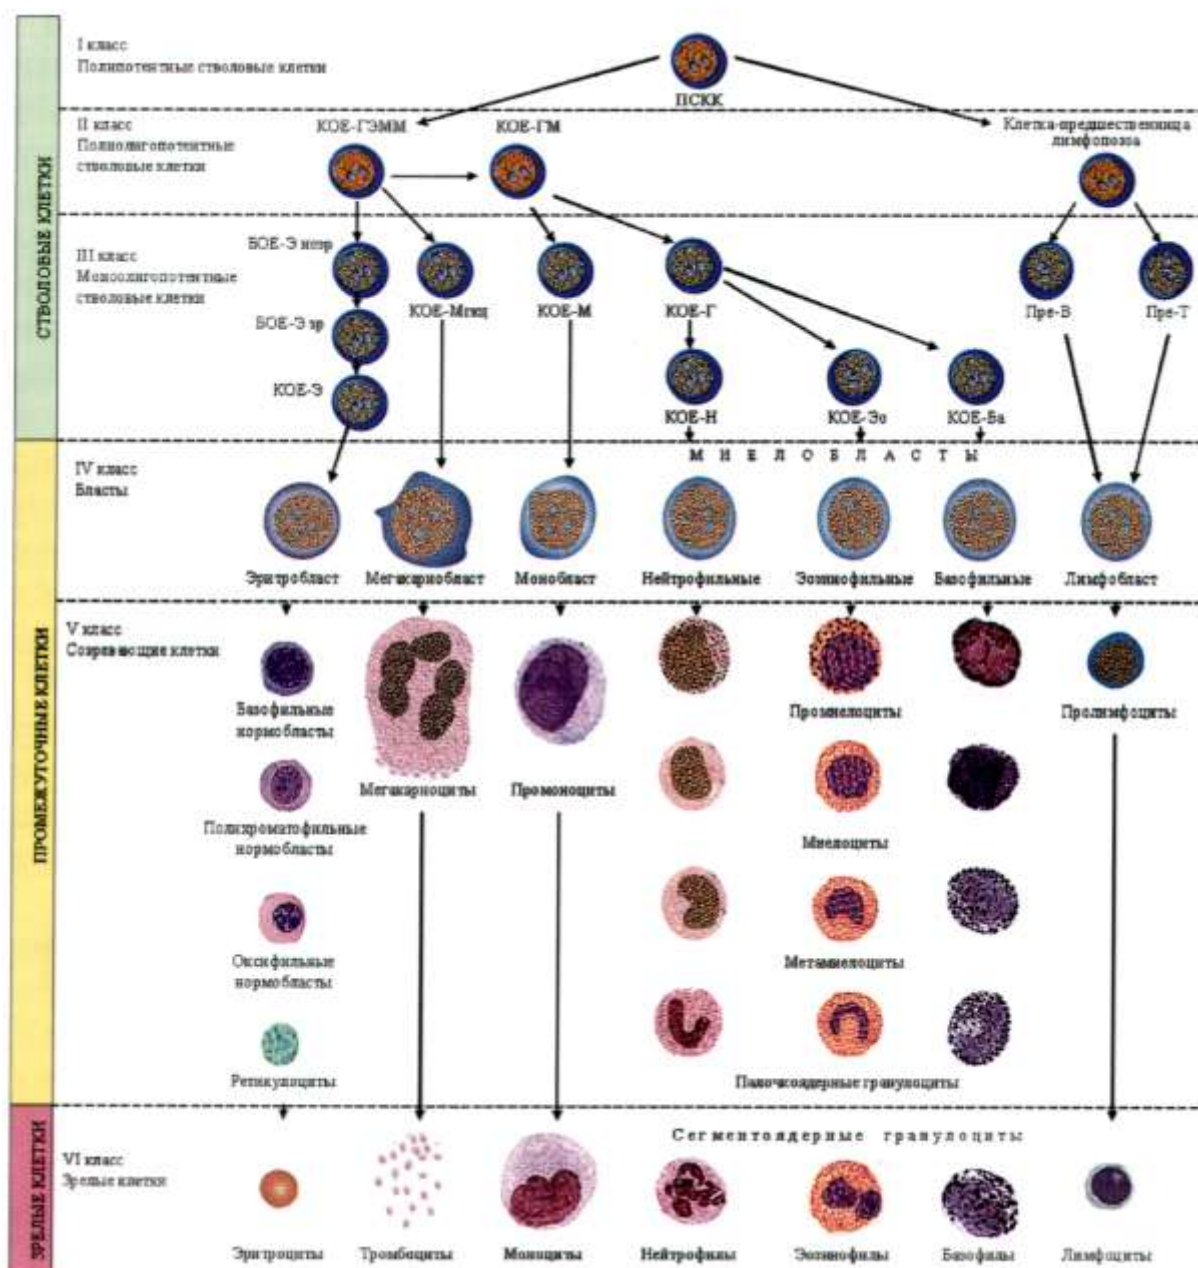 СТВОЛОВЫЕ КЛЕТКИ
I класс
Полипотентные стволовые клетки
ПСКК
II класс
Полиолигопотентные
стволовые клетки
КОЕ-ГЭММ
КОЕ-ГМ
Клетка-предшественница
лимфопоэза
III класс
Моноолигопотентные
стволовые клетки
БОЕ-Э незр
БОЕ-Э зр
КОЕ-Э
КОЕ-Мгкц
КОЕ-М
КОЕ-Г
Пре-В
Пре-Т
КОЕ-Н
КОЕ-Эо
КОЕ-Ба
ПРОМЕЖУТОЧНЫЕ КЛЕТКИ
МИЕЛОБЛАСТЫ
IV класс
Бласты
Эритробласт
Мегакариобласт
Монобласт
Нейтрофильные
Эозинофильные
Базофильные
Лимфобласт
V класс
Созревающие клетки
Базофильные
нормобласты
Полихроматофильные
нормобласты
Оксифильные
нормобласты
Ретикулоциты
Мегакариоциты
Промоноциты
Промиелоциты
Миелоциты
Метамиелоциты
Палочкоядерные гранулоциты
Пролимфоциты
ЗРЕЛЫЕ КЛЕТКИ
VI класс
Зрелые клетки
Сегментоядерные гранулоциты
Эритроциты
Тромбоциты
Моноциты
Нейтрофилы
Эозинофилы
Базофилы
Лимфоциты